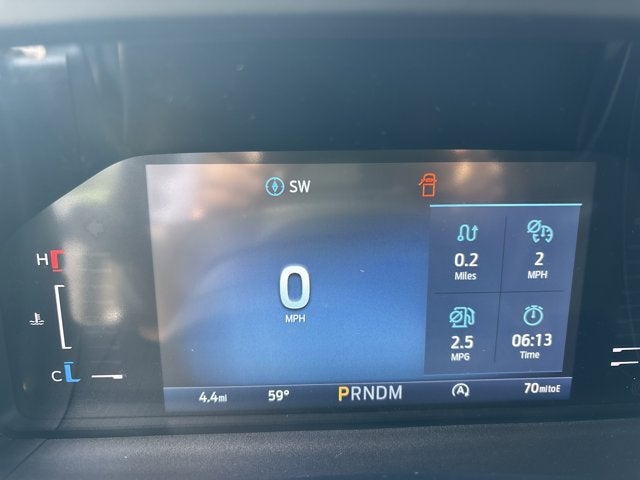 SW
H
C
0
MPH
0.2
Miles
2
MPH
2.5
MPG
06:13
Time
4.4mi 59° PRNDM A 70mitoE